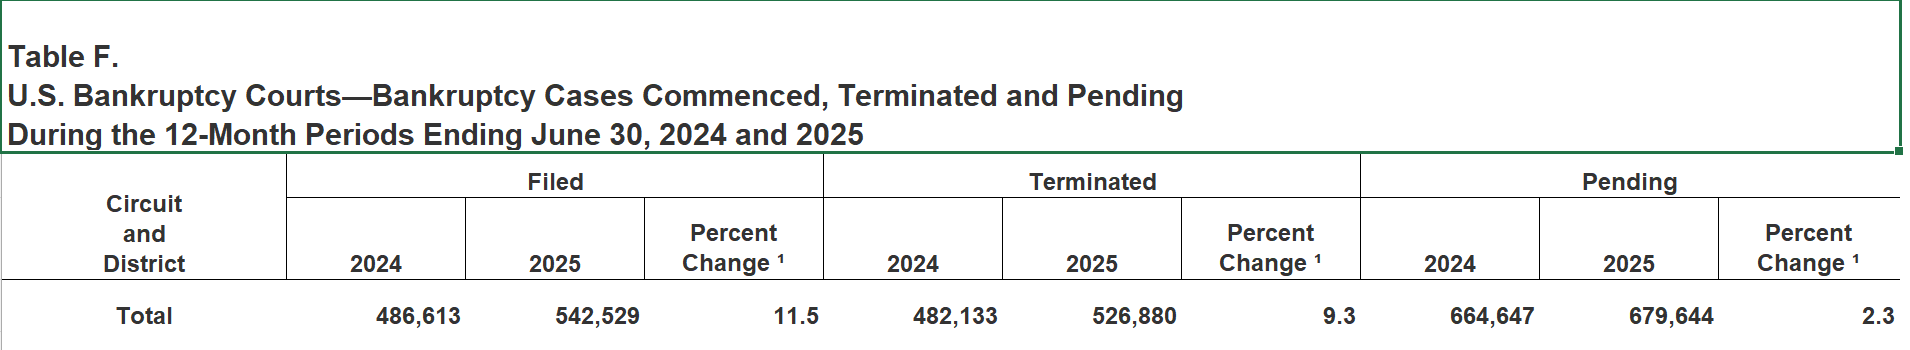 Table F.
U.S. Bankruptcy Courts—Bankruptcy Cases Commenced, Terminated and Pending
During the 12-Month Periods Ending June 30, 2024 and 2025
Circuit and District
Filed
Terminated
Pending
2024
2025
Percent Change ¹
2024
2025
Percent Change ¹
2024
2025
Percent Change ¹
Total 486,613 542,529 11.5 482,133 526,880 9.3 664,647 679,644 2.3